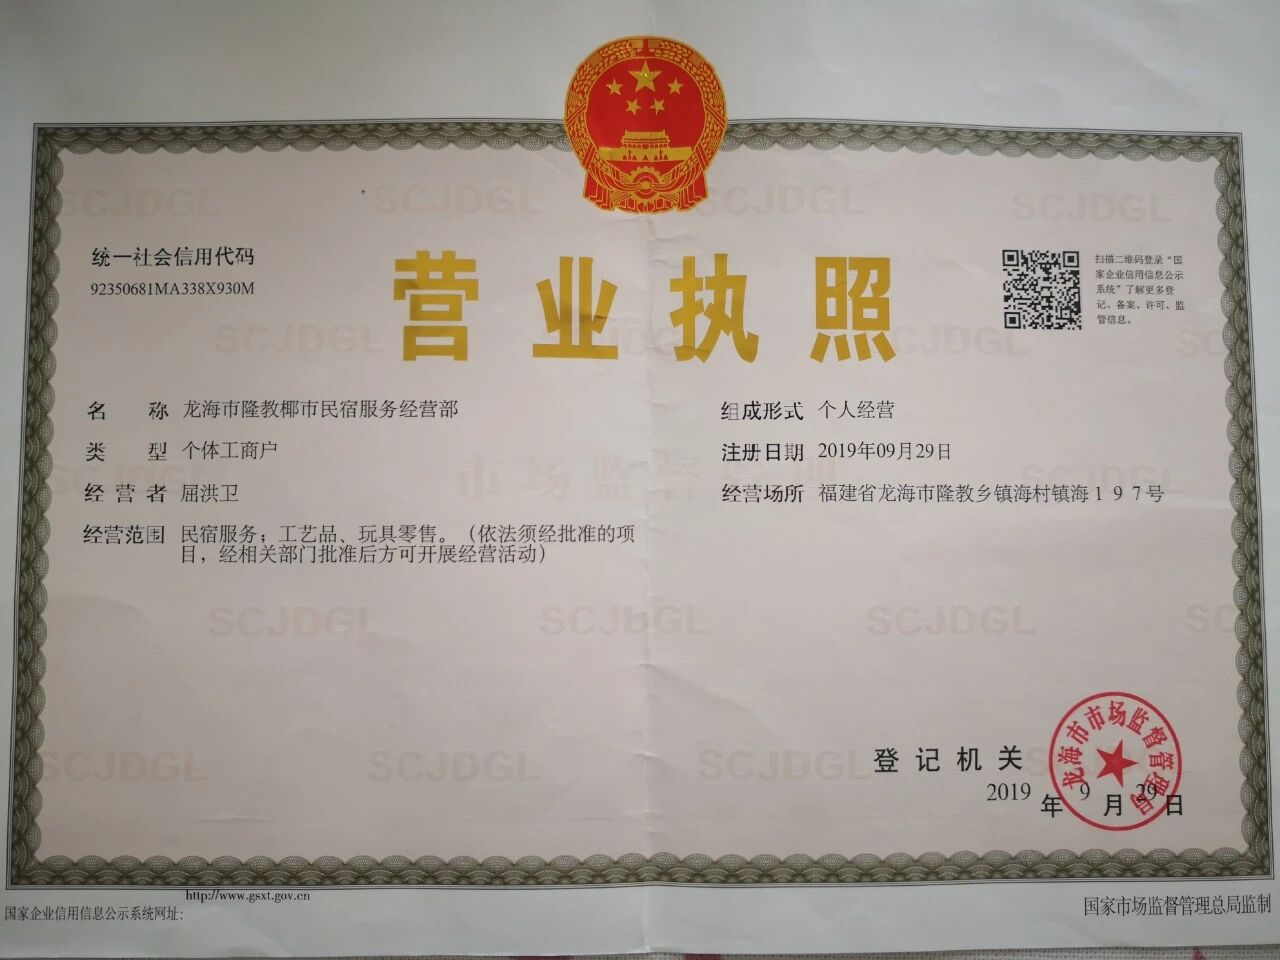 统一社会信用代码
92350681MA338X930M
营业执照
扫描二维码登录“国
家企业信用信息公示
系统”了解更多登
记、备案、许可、监
管信息。
名 称 龙海市隆教椰市民宿服务经营部
类 型 个体工商户
经营者 屈洪卫
经营范围 民宿服务；工艺品、玩具零售。（依法须经批准的项
目，经相关部门批准后方可开展经营活动）
组成形式 个人经营
注册日期 2019年09月29日
经营场所 福建省龙海市隆教乡镇海村镇海197号
SCJDGL
市场监督管理
登记机关
龙海市市场监督管理局
2019 年 9 月 29 日
http://www.gsxt.gov.cn
国家企业信用信息公示系统网址：
国家市场监督管理总局监制